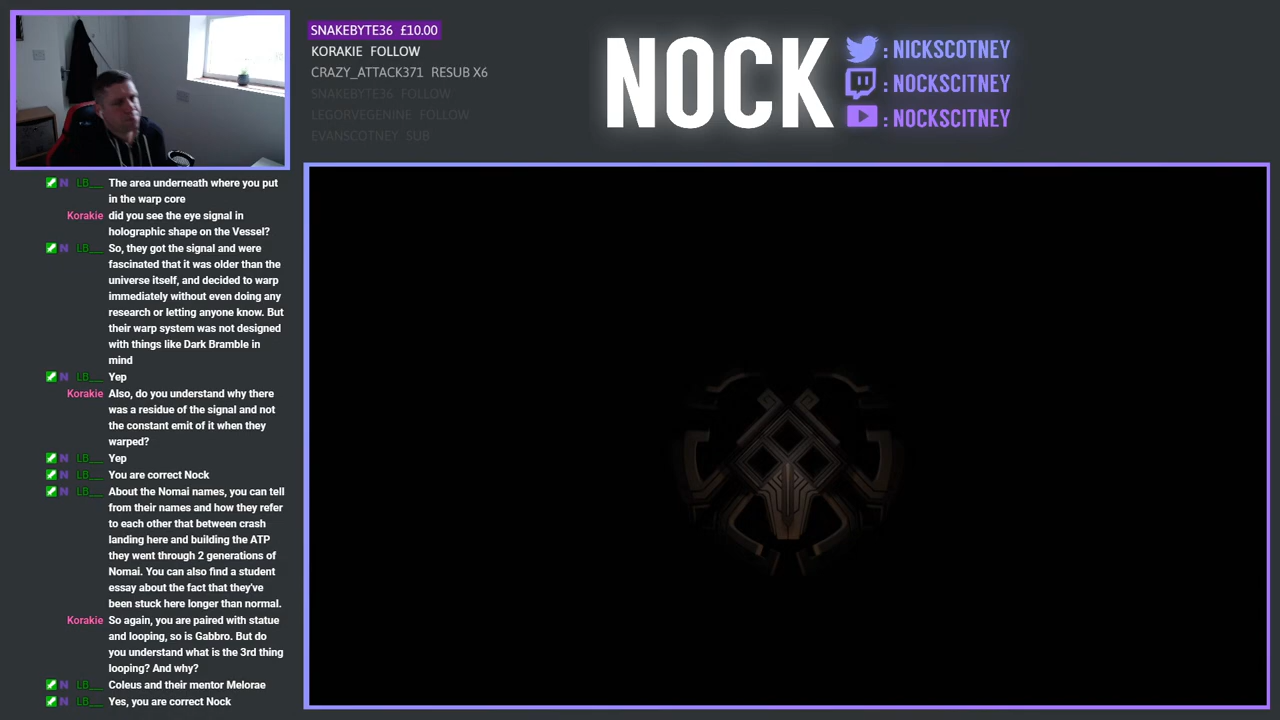 SNAKEBYTE36 £10.00
KORAKIE FOLLOW
CRAZY_ATTACK371 RESUB X6
SNAKEBYTE36 FOLLOW
LEGORVEGENINE FOLLOW
EVANSCOTNEY SUB
NOCK
: NICKSCOTNEY
: NOCKSCITNEY
: NOCKSCITNEY
N LB__ The area underneath where you put
in the warp core
Korakie did you see the eye signal in
holographic shape on the Vessel?
N LB__ So, they got the signal and were
fascinated that it was older than the
universe itself, and decided to warp
immediately without even doing any
research or letting anyone know. But
their warp system was not designed
with things like Dark Bramble in
mind
N LB__ Yep
Korakie Also, do you understand why there
was a residue of the signal and not
the constant emit of it when they
warped?
N LB__ Yep
N LB__ You are correct Nock
N LB__ About the Nomai names, you can tell
from their names and how they refer
to each other that between crash
landing here and building the ATP
they went through 2 generations of
Nomai. You can also find a student
essay about the fact that they've
been stuck here longer than normal.
Korakie So again, you are paired with statue
and looping, so is Gabbro. But do
you understand what is the 3rd thing
looping? And why?
N LB__ Coleus and their mentor Melorae
N LB__ Yes, you are correct Nock